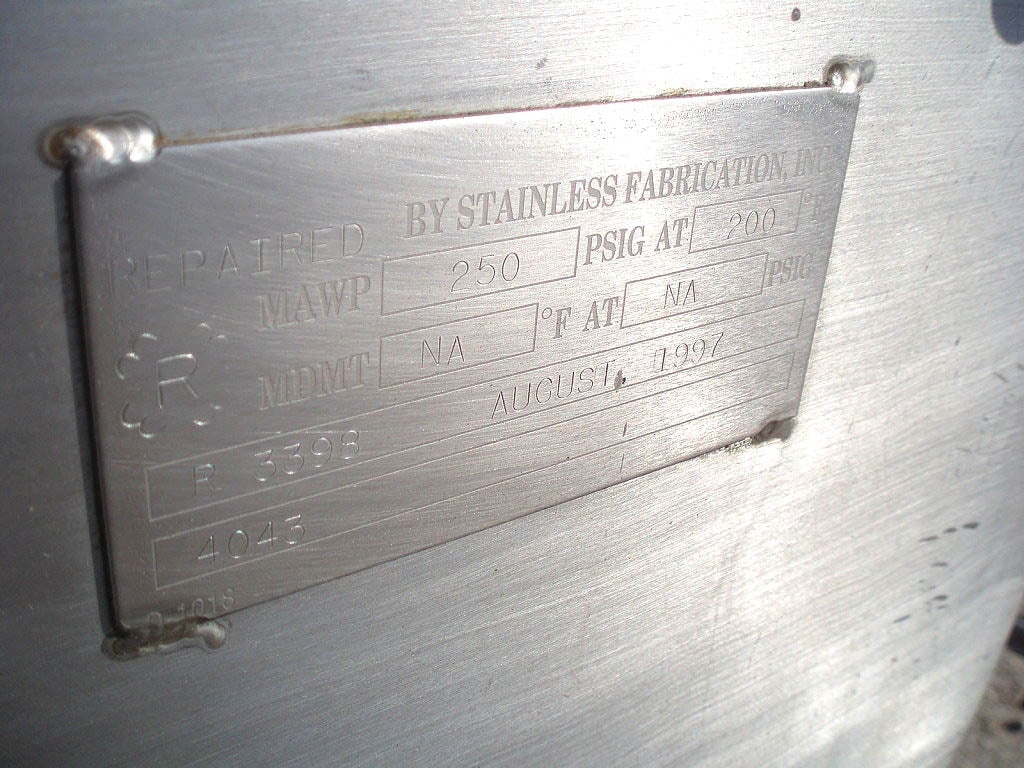 REPAIRED BY STAINLESS FABRICATION, INC
MAWP 250 PSIG AT 200 °F
MDMT NA °F AT NA PSIG
R
R 3398 AUGUST, 1997
4043